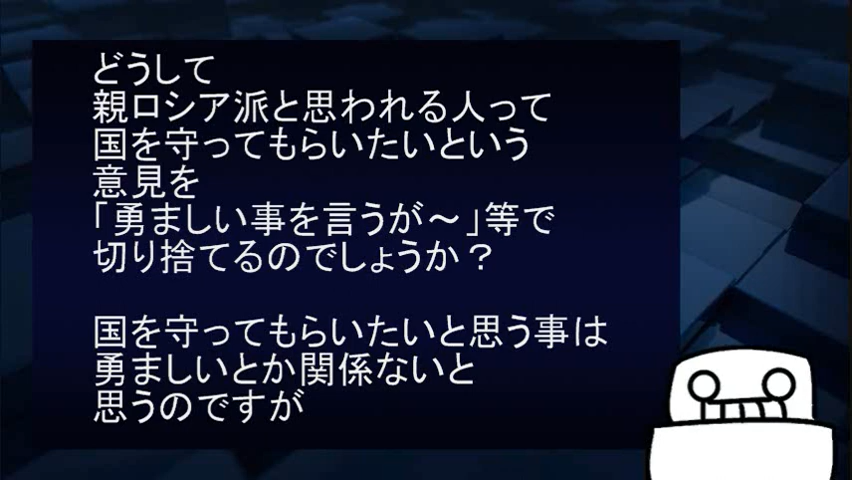 どうして
親ロシア派と思われる人って
国を守ってもらいたいという
意見を
「勇ましい事を言うが～」等で
切り捨てるのでしょうか？
国を守ってもらいたいと思う事は
勇ましいとか関係ないと
思うのですが